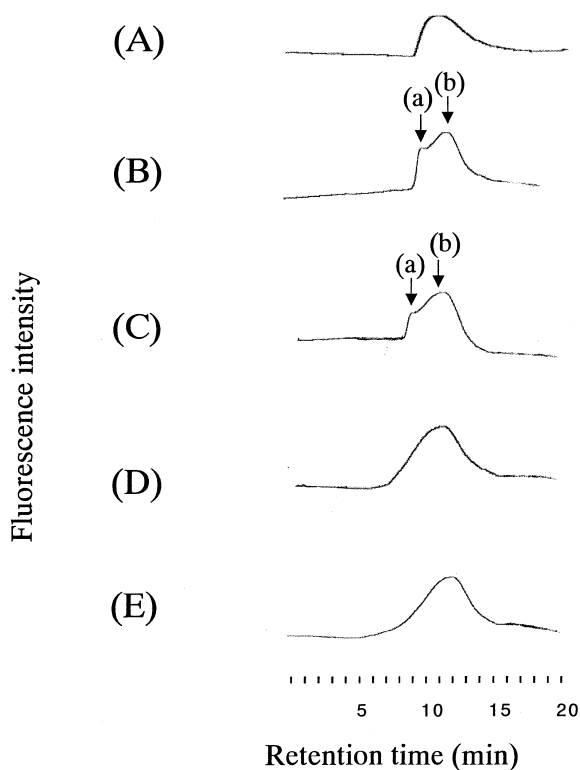 (A)
(a)
(b)
(B)
(a)
(b)
(C)
(D)
(E)
Fluorescence intensity
5 10 15 20
Retention time (min)